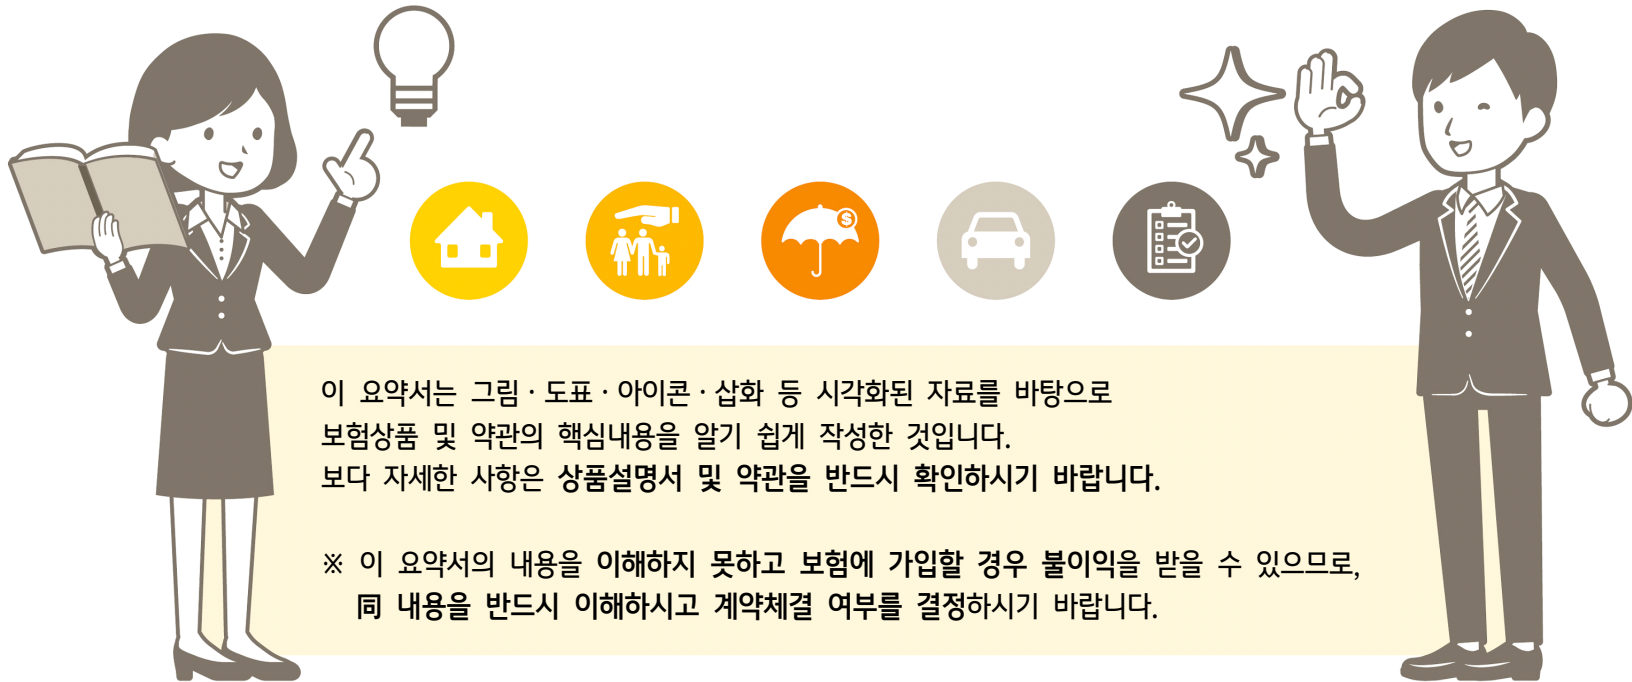 이 요약서는 그림 · 도표 · 아이콘 · 삽화 등 시각화된 자료를 바탕으로
보험상품 및 약관의 핵심내용을 알기 쉽게 작성한 것입니다.
보다 자세한 사항은 상품설명서 및 약관을 반드시 확인하시기 바랍니다.
※ 이 요약서의 내용을 이해하지 못하고 보험에 가입할 경우 불이익을 받을 수 있으므로,
同 내용을 반드시 이해하시고 계약체결 여부를 결정하시기 바랍니다.